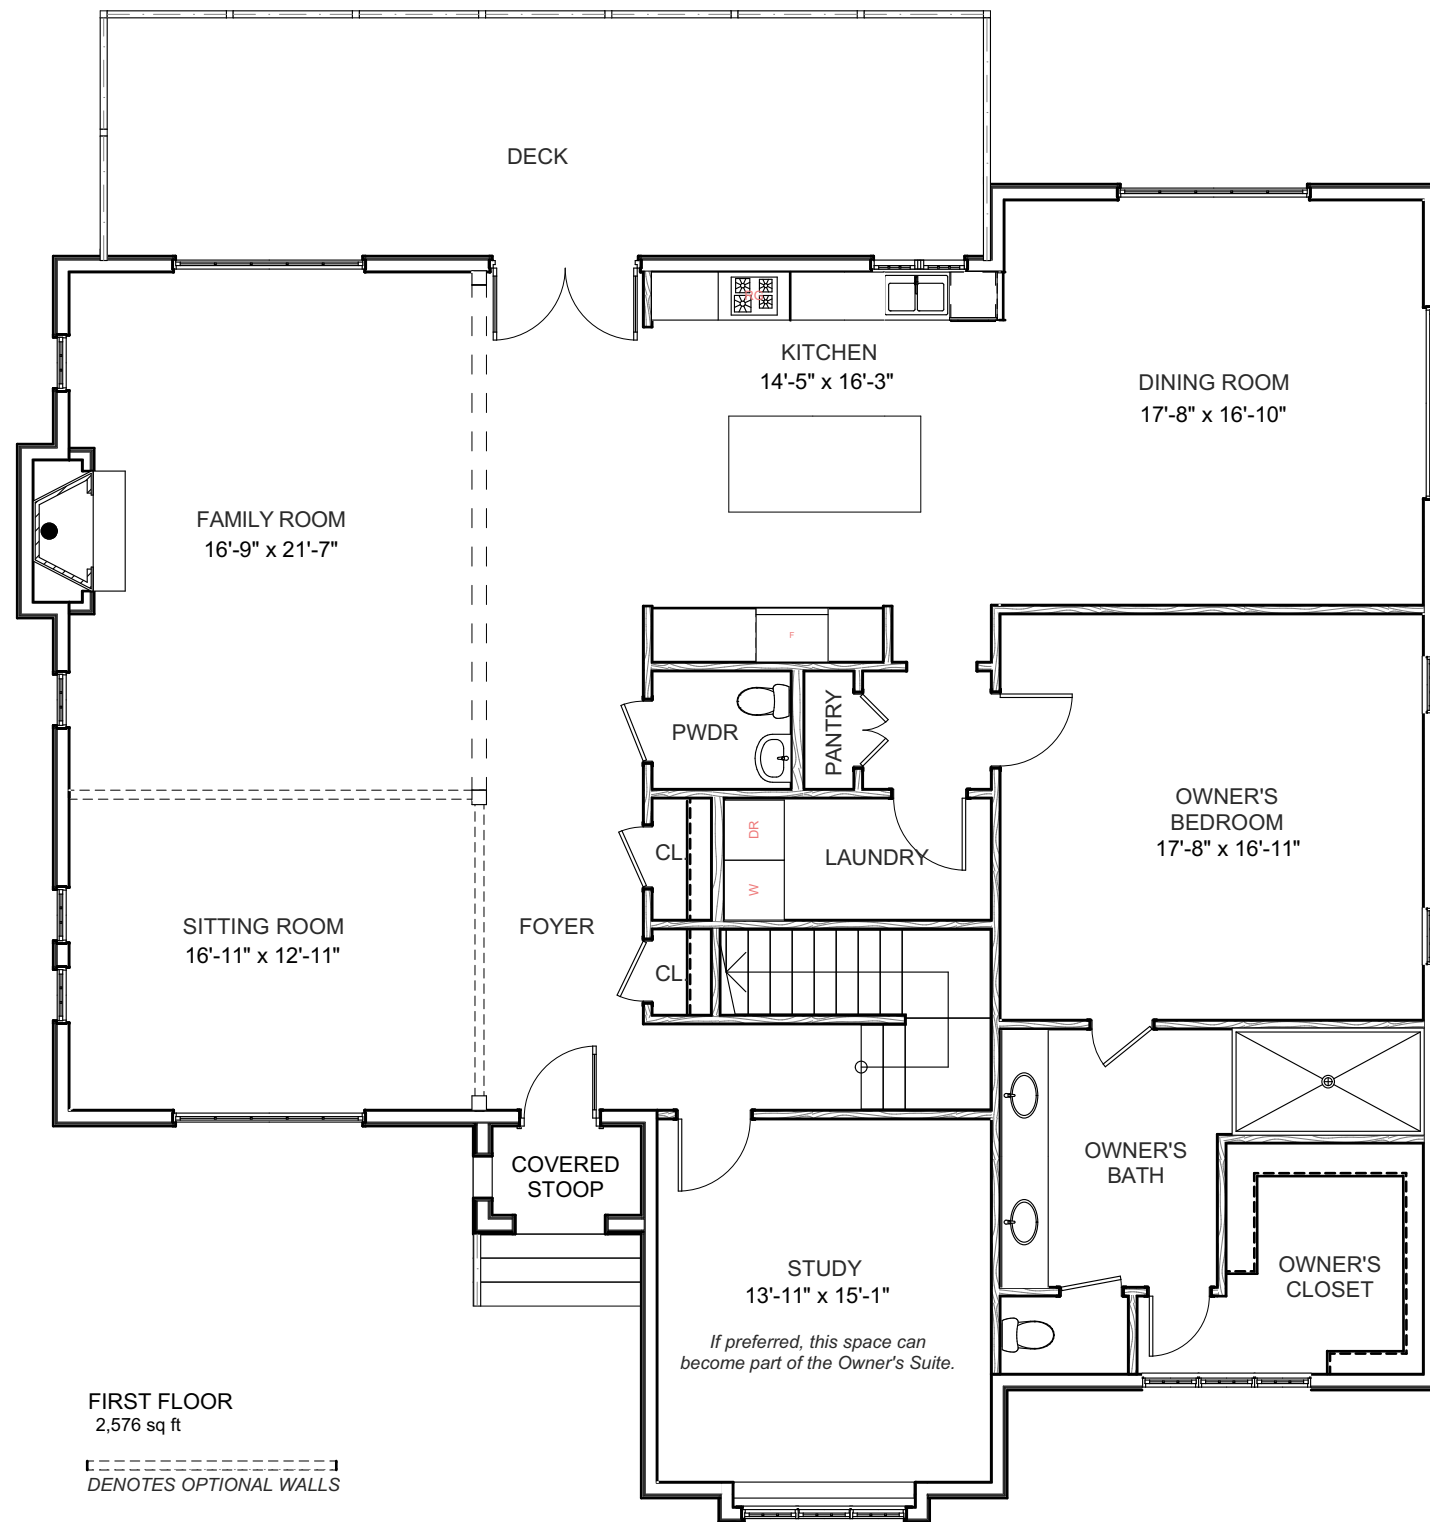 DECK
KITCHEN
14'-5" x 16'-3"
DINING ROOM
17'-8" x 16'-10"
FAMILY ROOM
16'-9" x 21'-7"
F
PWDR
PANTRY
OWNER'S
BEDROOM
17'-8" x 16'-11"
CL.
DR
W
LAUNDRY
SITTING ROOM
16'-11" x 12'-11"
FOYER
CL.
COVERED
STOOP
OWNER'S
BATH
STUDY
13'-11" x 15'-1"
If preferred, this space can
become part of the Owner's Suite.
OWNER'S
CLOSET
FIRST FLOOR
2,576 sq ft
DENOTES OPTIONAL WALLS